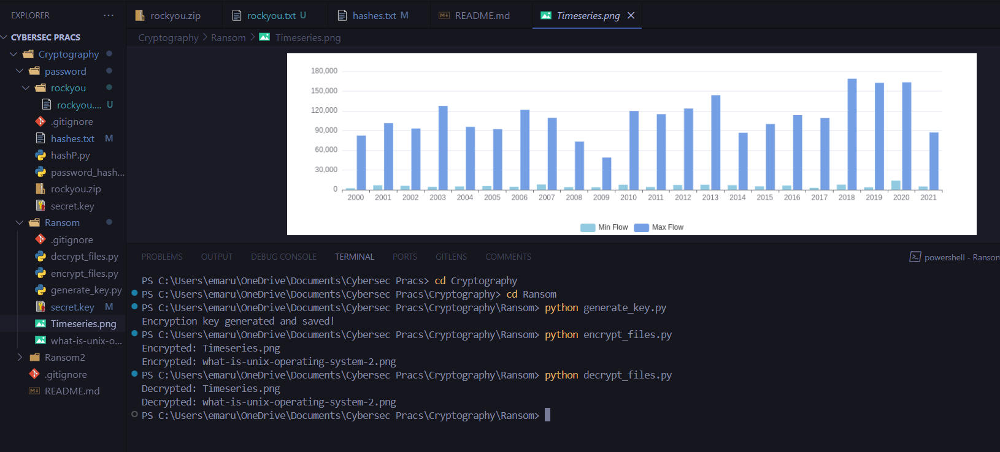 EXPLORER
···
CYBERSEC PRACS
Cryptography
password
rockyou
rockyou.... U
.gitignore
hashes.txt M
hashP.py
password_hash...
rockyou.zip
secret.key
Ransom
.gitignore
decrypt_files.py
encrypt_files.py
generate_key.py
secret.key M
Timeseries.png
what-is-unix-o...
Ransom2
.gitignore
README.md
rockyou.zip
rockyou.txt U
hashes.txt M
README.md
Timeseries.png
Cryptography > Ransom > Timeseries.png
180,000
150,000
120,000
90,000
60,000
30,000
0
2000 2001 2002 2003 2004 2005 2006 2007 2008 2009 2010 2011 2012 2013 2014 2015 2016 2017 2018 2019 2020 2021
Min Flow Max Flow
PROBLEMS OUTPUT DEBUG CONSOLE TERMINAL PORTS GITLENS COMMENTS
powershell - Ransom
PS C:\Users\emaru\OneDrive\Documents\Cybersec Pracs> cd Cryptography
PS C:\Users\emaru\OneDrive\Documents\Cybersec Pracs\Cryptography> cd Ransom
PS C:\Users\emaru\OneDrive\Documents\Cybersec Pracs\Cryptography\Ransom> python generate_key.py
Encryption key generated and saved!
PS C:\Users\emaru\OneDrive\Documents\Cybersec Pracs\Cryptography\Ransom> python encrypt_files.py
Encrypted: Timeseries.png
Encrypted: what-is-unix-operating-system-2.png
PS C:\Users\emaru\OneDrive\Documents\Cybersec Pracs\Cryptography\Ransom> python decrypt_files.py
Decrypted: Timeseries.png
Decrypted: what-is-unix-operating-system-2.png
PS C:\Users\emaru\OneDrive\Documents\Cybersec Pracs\Cryptography\Ransom>